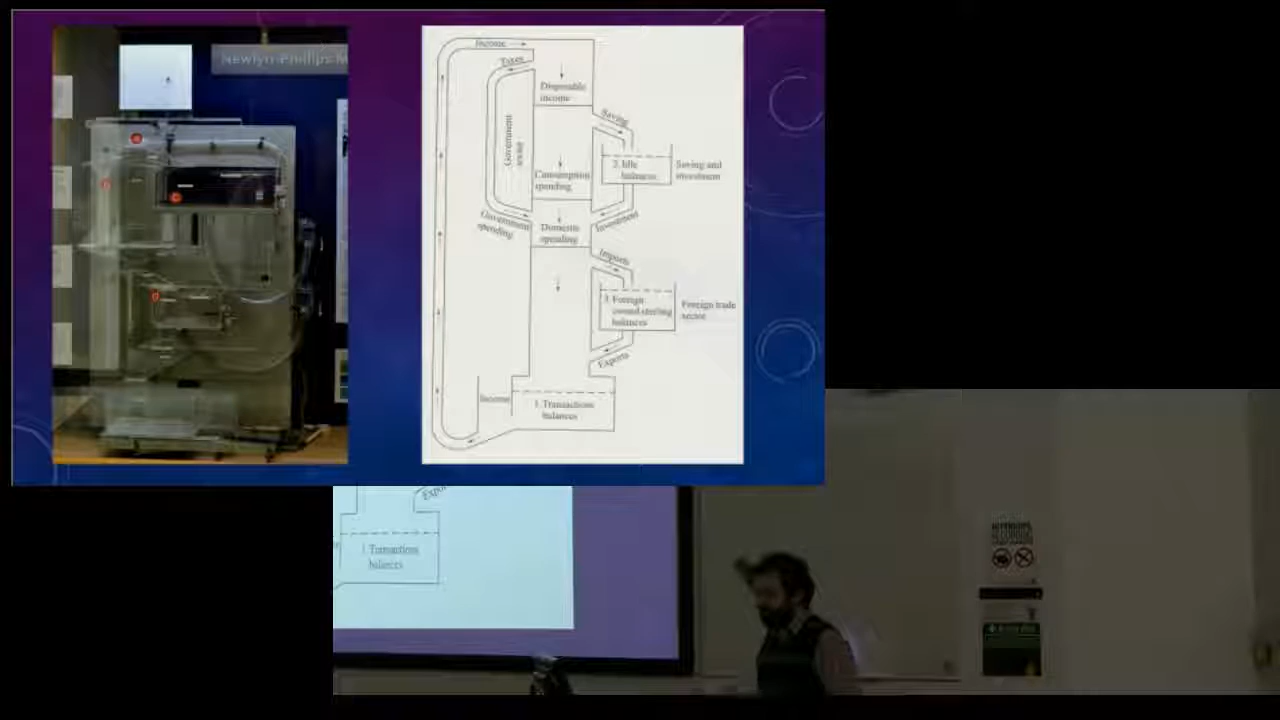 Newlyn-Phillips
Income
Taxes
Disposable
income
Saving
Government
sector
2. Idle
balances
Saving and
investment
Consumption
spending
Government
spending
Domestic
spending
Investment
Imports
3. Foreign
owned sterling
balances
Foreign trade
sector
Exports
Income
1. Transactions
balances
Expor
1. Transactions
balances